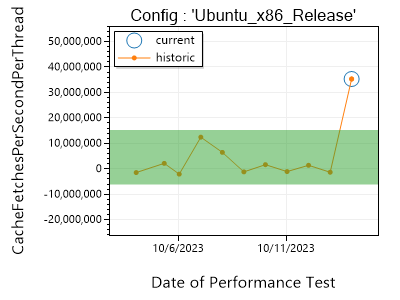 Config : 'Ubuntu_x86_Release'
CacheFetchesPerSecondPerThread
current
historic
50,000,000
40,000,000
30,000,000
20,000,000
10,000,000
0
-10,000,000
-20,000,000
10/6/2023
10/11/2023
Date of Performance Test